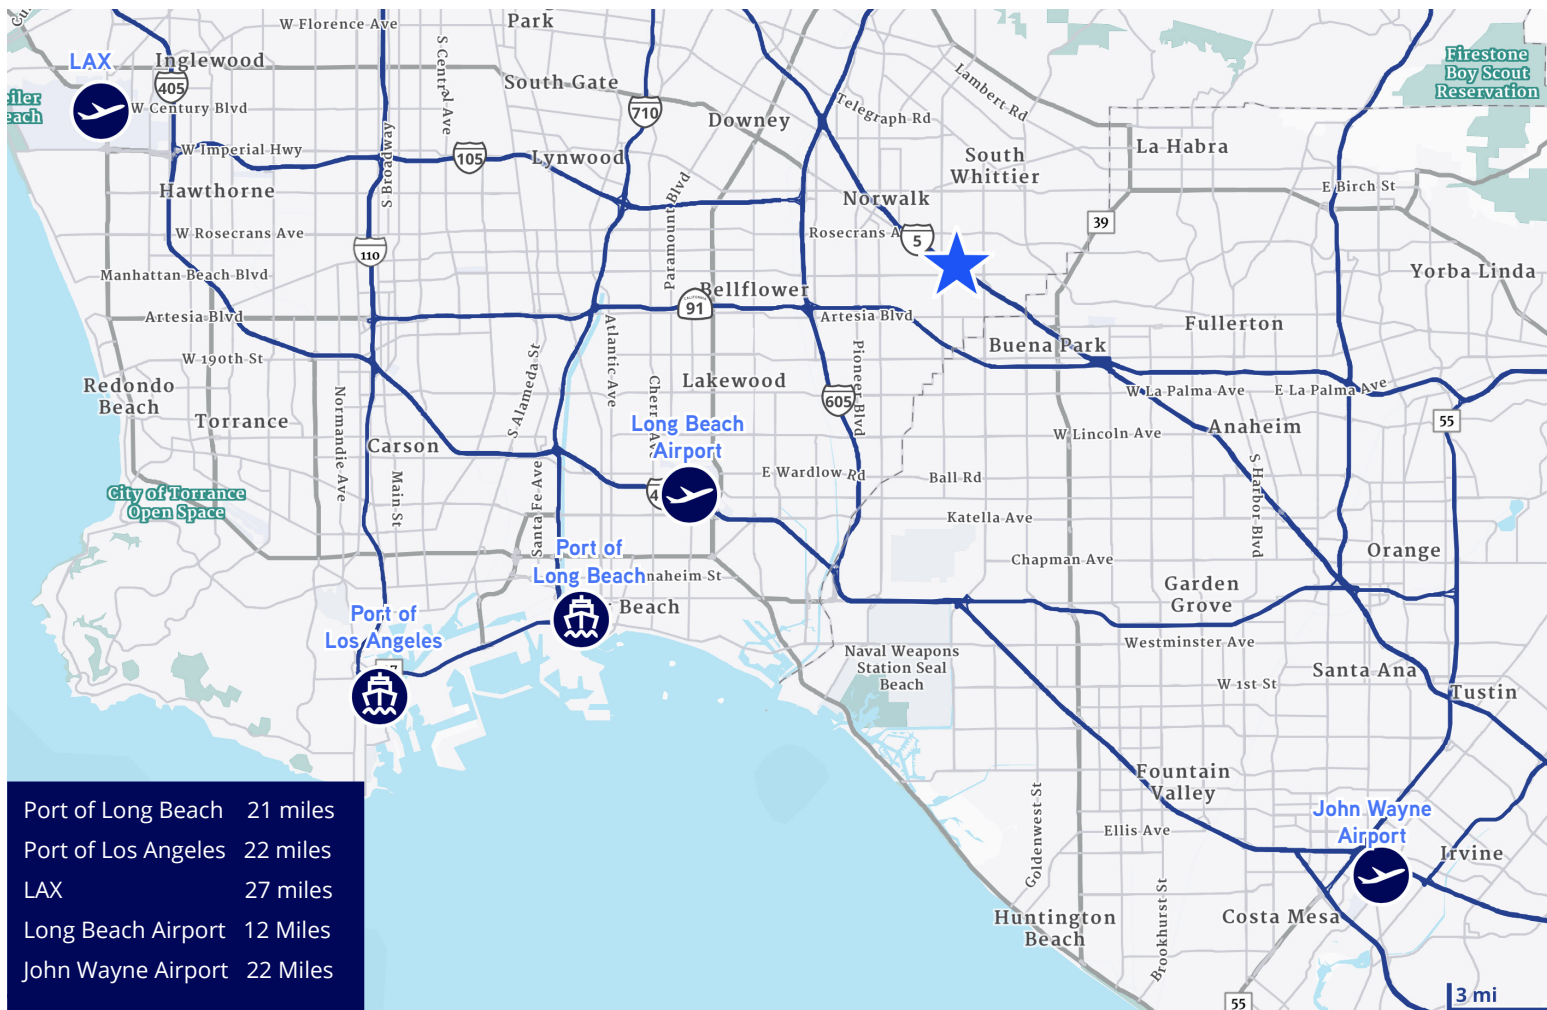 W Florence Ave
Park
LAX
Inglewood
405
W Century Blvd
each
S Central Ave
South Gate
710
Downey
Telegraph Rd
Lambert Rd
Firestone
Boy Scout
Reservation
La Habra
W Imperial Hwy
105
Lynwood
S Broadway
Hawthorne
South
Whittier
Norwalk
E Birch St
39
W Rosecrans Ave
110
Paramount Blvd
Rosecrans A
5
Manhattan Beach Blvd
Yorba Linda
Bellflower
CALIFORNIA
91
Artesia Blvd
Artesia Blvd
Atlantic Ave
Fullerton
Buena Park
W 190th St
S Alameda St
Pioneer Blvd
Redondo
Beach
Lakewood
W La Palma Ave
E La Palma Ave
605
Normandie Ave
Cherr
Torrance
Long Beach
Airport
W Lincoln Ave
Anaheim
55
Carson
Main St
E Wardlow Rd
Ball Rd
S Harbor Blvd
4
City of Torrance
Open Space
Santa Fe Ave
Katella Ave
Port of
Long Beach
naheim St
Chapman Ave
Orange
Garden
Grove
Beach
Port of
Los Angeles
7
Naval Weapons
Station Seal
Beach
Westminster Ave
W 1st St
Santa Ana
Tustin
Fountain
Valley
Goldenwest St
Ellis Ave
John Wayne
Airport
Irvine
Brookhurst St
Huntington
Beach
Costa Mesa
55
3 mi
Port of Long Beach 21 miles
Port of Los Angeles 22 miles
LAX 27 miles
Long Beach Airport 12 Miles
John Wayne Airport 22 Miles